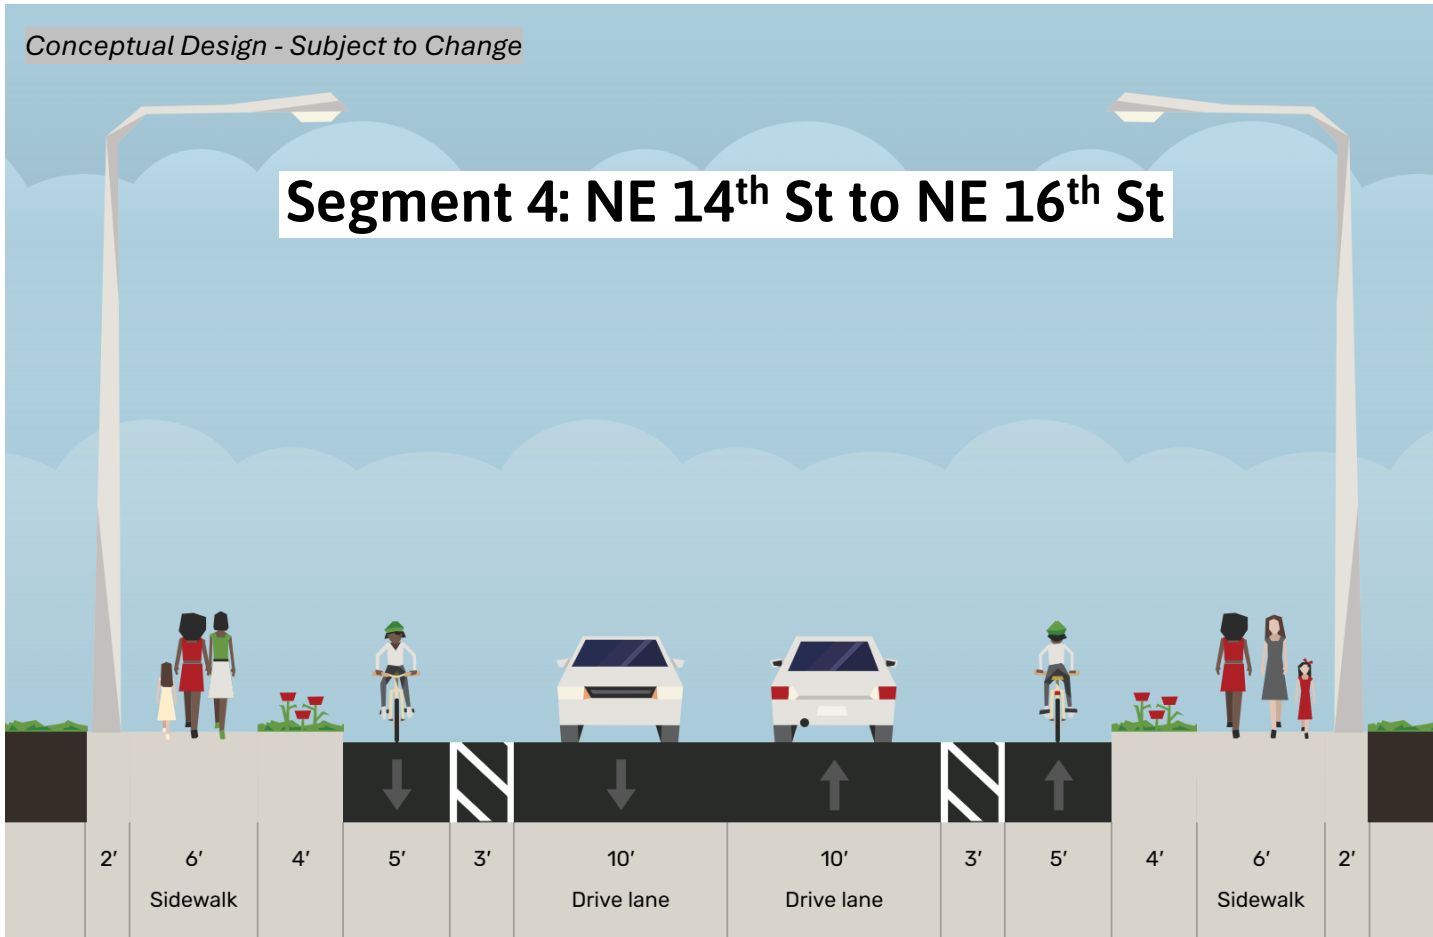 Conceptual Design - Subject to Change
Segment 4: NE 14th St to NE 16th St
2' 6' 4' 5' 3' 10' 10' 3' 5' 4' 6' 2'
Sidewalk Drive lane Drive lane Sidewalk